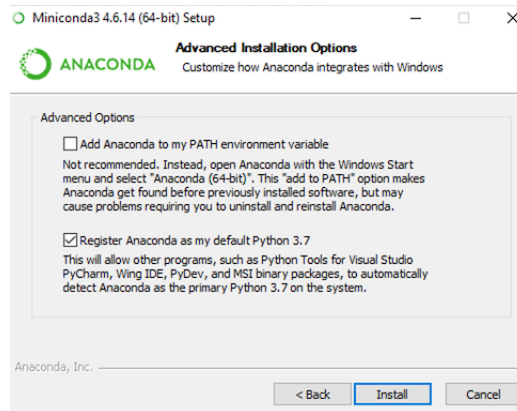 Miniconda3 4.6.14 (64-bit) Setup
ANACONDA
Advanced Installation Options
Customize how Anaconda integrates with Windows
Advanced Options
Add Anaconda to my PATH environment variable
Not recommended. Instead, open Anaconda with the Windows Start
menu and select "Anaconda (64-bit)". This "add to PATH" option makes
Anaconda get found before previously installed software, but may
cause problems requiring you to uninstall and reinstall Anaconda.
Register Anaconda as my default Python 3.7
This will allow other programs, such as Python Tools for Visual Studio
PyCharm, Wing IDE, PyDev, and MSI binary packages, to automatically
detect Anaconda as the primary Python 3.7 on the system.
Anaconda, Inc.
< Back
Install
Cancel